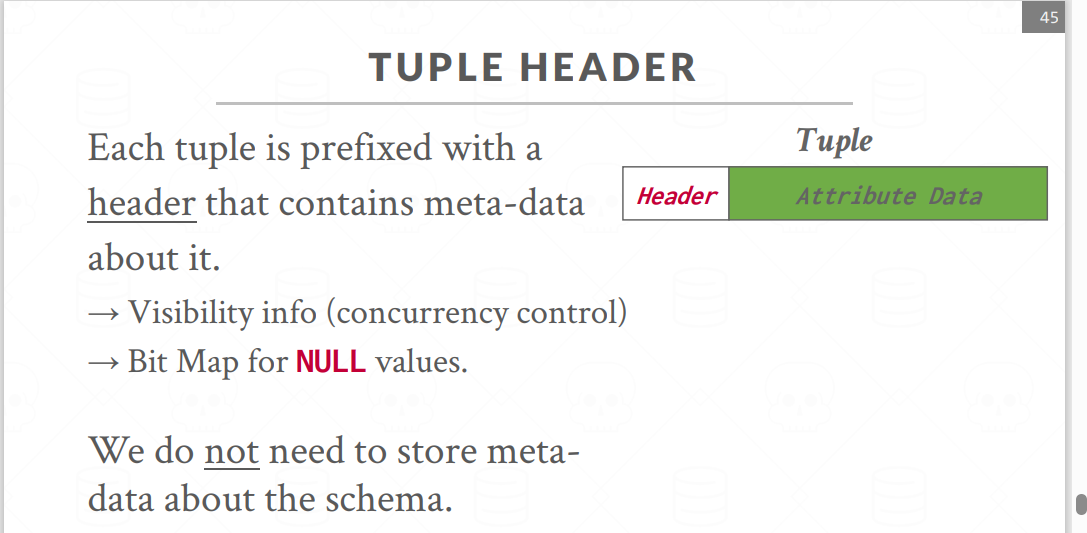 45
TUPLE HEADER
Each tuple is prefixed with a
header that contains meta-data
about it.
→ Visibility info (concurrency control)
→ Bit Map for NULL values.
We do not need to store meta-
data about the schema.
Tuple
Header Attribute Data